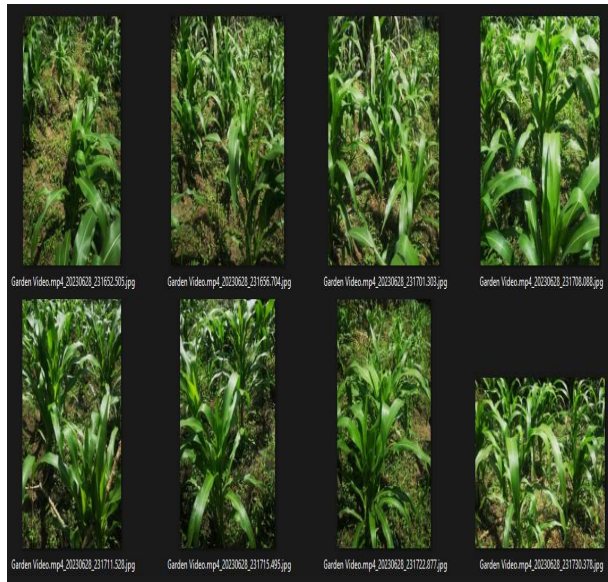 Garden Video.mp4_20230628_231652.505.jpg
Garden Video.mp4_20230628_231656.704.jpg
Garden Video.mp4_20230628_231701.303.jpg
Garden Video.mp4_20230628_231708.088.jpg
Garden Video.mp4_20230628_231711.528.jpg
Garden Video.mp4_20230628_231715.495.jpg
Garden Video.mp4_20230628_231722.877.jpg
Garden Video.mp4_20230628_231730.378.jpg